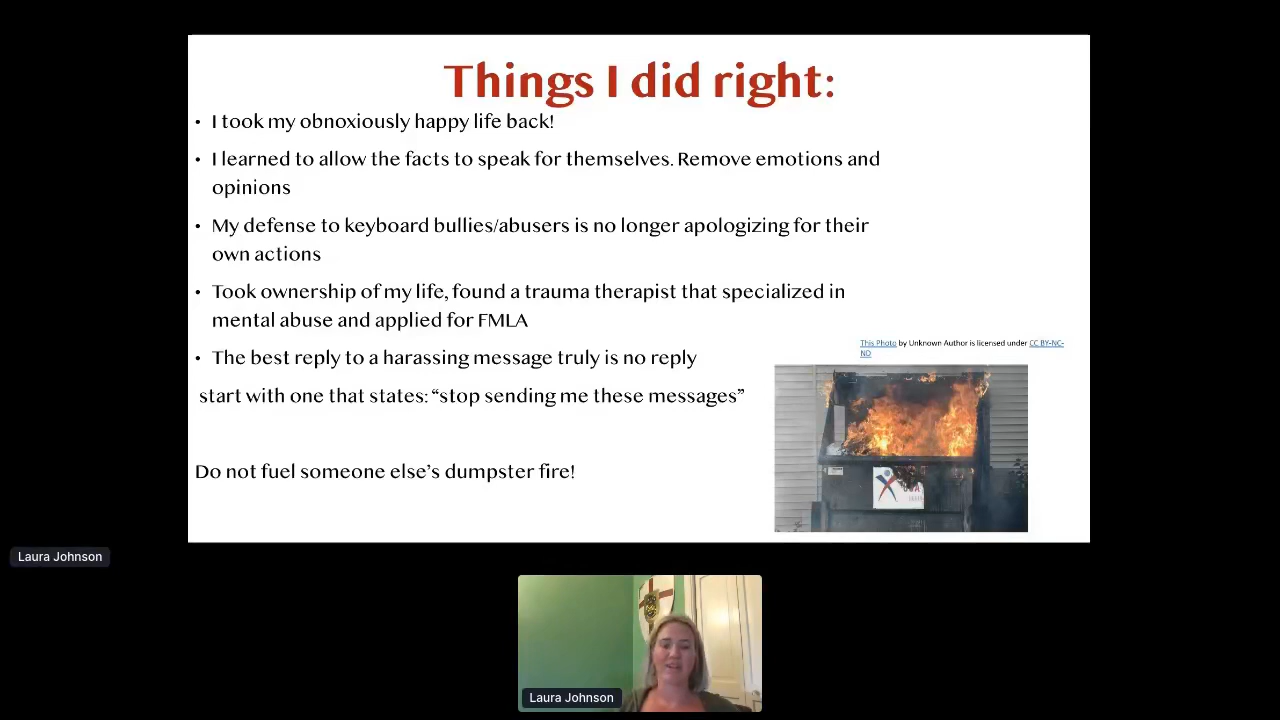 Things I did right:
• I took my obnoxiously happy life back!
• I learned to allow the facts to speak for themselves. Remove emotions and
opinions
• My defense to keyboard bullies/abusers is no longer apologizing for their
own actions
• Took ownership of my life, found a trauma therapist that specialized in
mental abuse and applied for FMLA
• The best reply to a harassing message truly is no reply
start with one that states: “stop sending me these messages”
Do not fuel someone else’s dumpster fire!
This Photo by Unknown Author is licensed under CC BY-NC-
ND
Laura Johnson
Laura Johnson